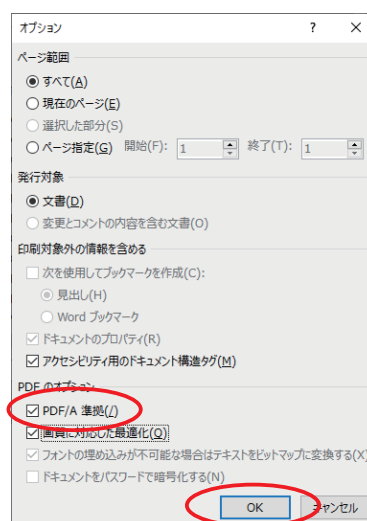 オプション ? ×
ページ範囲
すべて(A)
現在のページ(E)
選択した部分(S)
ページ指定(G) 開始(F): 1 終了(T): 1
発行対象
文書(D)
変更とコメントの内容を含む文書(O)
印刷対象外の情報を含める
次を使用してブックマークを作成(C):
見出し(H)
Word ブックマーク
ドキュメントのプロパティ(R)
アクセシビリティ用のドキュメント構造タグ(M)
PDF のオプション
PDF/A 準拠(/)
画質に対応した最適化(Q)
フォントの埋め込みが不可能な場合はテキストをビットマップに変換する(X)
ドキュメントをパスワードで暗号化する(N)
OK キャンセル